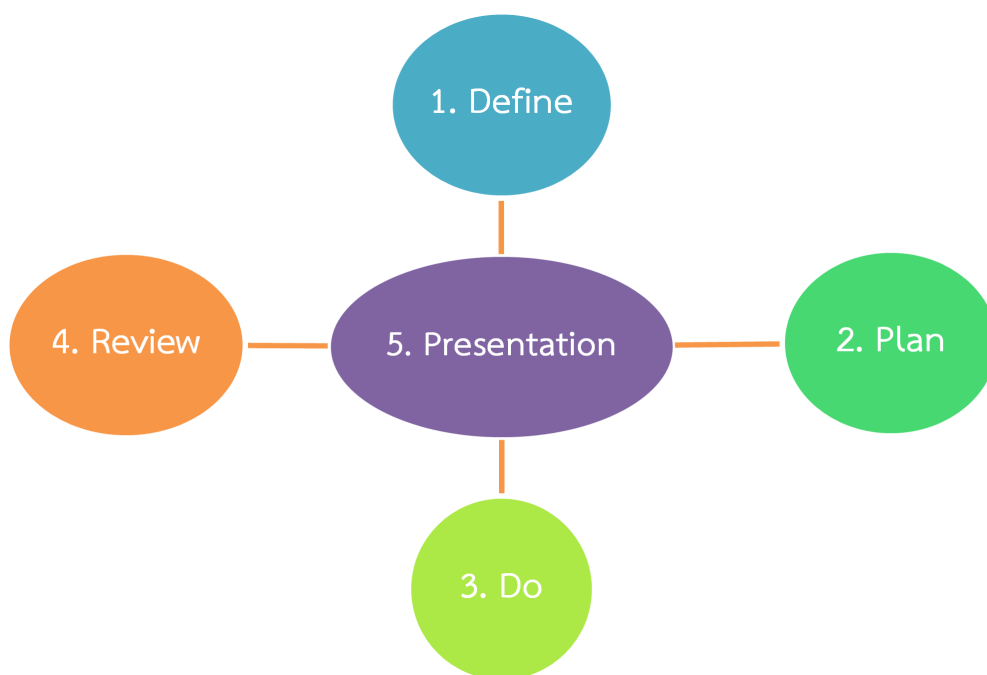 1. Define
4. Review
5. Presentation
2. Plan
3. Do